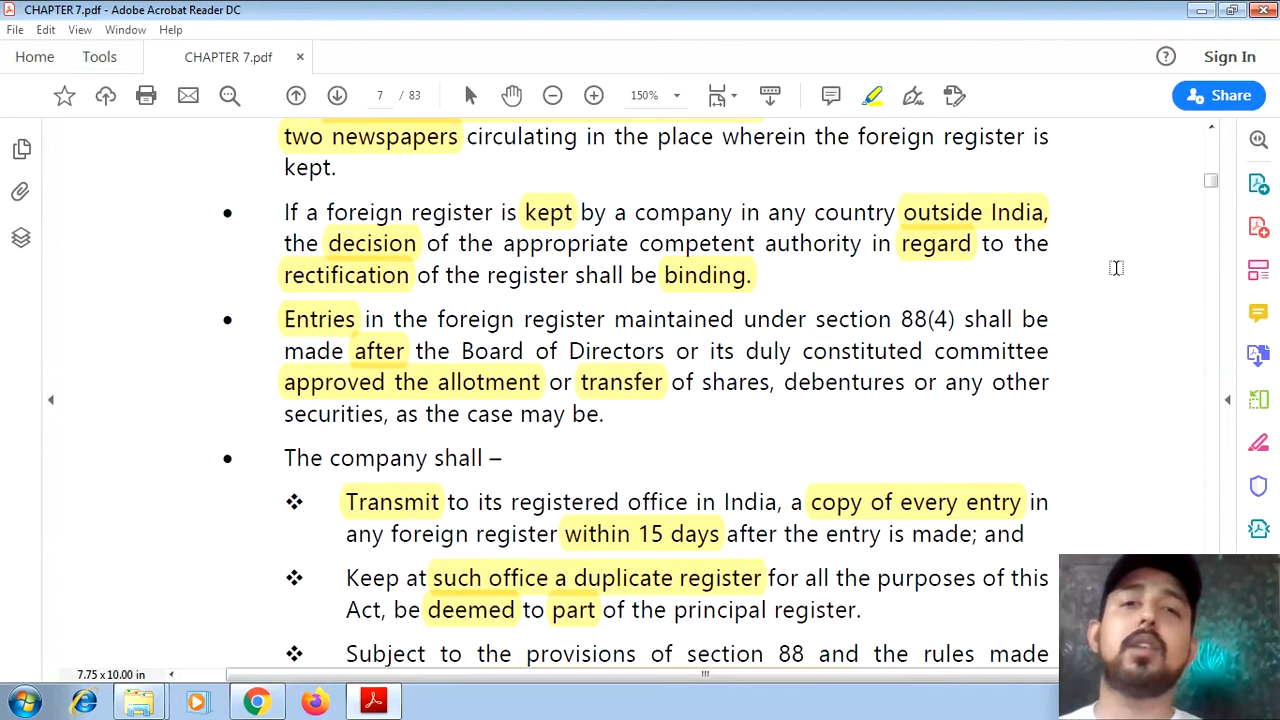 CHAPTER 7.pdf - Adobe Acrobat Reader DC
File Edit View Window Help
Home Tools CHAPTER 7.pdf × ? Sign In
7 / 83 150% Share
two newspapers circulating in the place wherein the foreign register is
kept.
• If a foreign register is kept by a company in any country outside India,
the decision of the appropriate competent authority in regard to the
rectification of the register shall be binding.
• Entries in the foreign register maintained under section 88(4) shall be
made after the Board of Directors or its duly constituted committee
approved the allotment or transfer of shares, debentures or any other
securities, as the case may be.
• The company shall –
❖ Transmit to its registered office in India, a copy of every entry in
any foreign register within 15 days after the entry is made; and
❖ Keep at such office a duplicate register for all the purposes of this
Act, be deemed to part of the principal register.
❖ Subject to the provisions of section 88 and the rules made
7.75 x 10.00 in